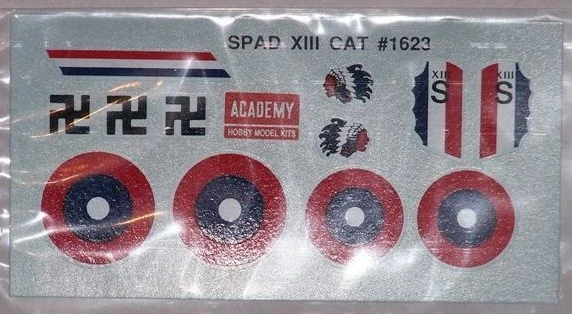 SPAD XIII CAT #1623
ACADEMY
HOBBY MODEL KITS
XIII
S
XIII
S